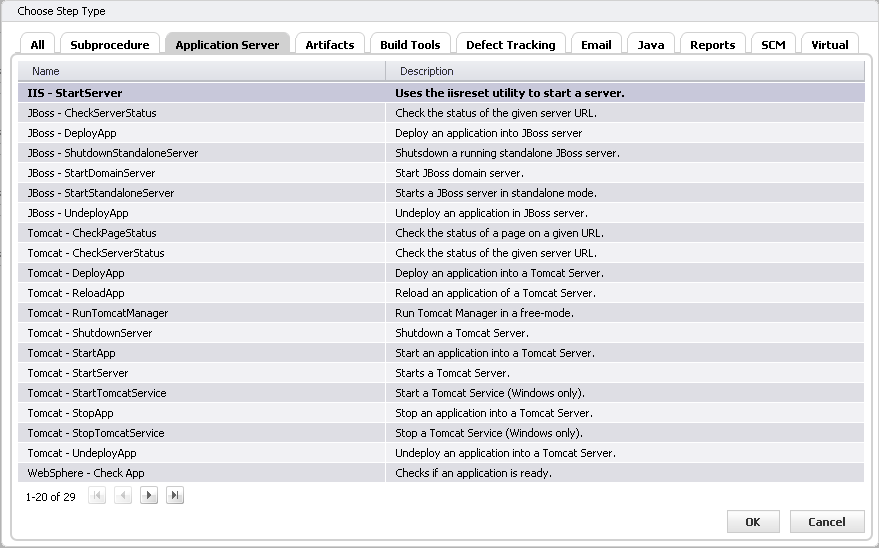 Choose Step Type
All Subprocedure Application Server Artifacts Build Tools Defect Tracking Email Java Reports SCM Virtual
Name Description
IIS - StartServer Uses the iisreset utility to start a server.
JBoss - CheckServerStatus Check the status of the given server URL.
JBoss - DeployApp Deploy an application into JBoss server
JBoss - ShutdownStandaloneServer Shutsdown a running standalone JBoss server.
JBoss - StartDomainServer Start JBoss domain server.
JBoss - StartStandaloneServer Starts a JBoss server in standalone mode.
JBoss - UndeployApp Undeploy an application in JBoss server.
Tomcat - CheckPageStatus Check the status of a page on a given URL.
Tomcat - CheckServerStatus Check the status of the given server URL.
Tomcat - DeployApp Deploy an application into a Tomcat Server.
Tomcat - ReloadApp Reload an application of a Tomcat Server.
Tomcat - RunTomcatManager Run Tomcat Manager in a free-mode.
Tomcat - ShutdownServer Shutdown a Tomcat Server.
Tomcat - StartApp Start an application into a Tomcat Server.
Tomcat - StartServer Starts a Tomcat Server.
Tomcat - StartTomcatService Start a Tomcat Service (Windows only).
Tomcat - StopApp Stop an application into a Tomcat Server.
Tomcat - StopTomcatService Stop a Tomcat Service (Windows only).
Tomcat - UndeployApp Undeploy an application into a Tomcat Server.
WebSphere - Check App Checks if an application is ready.
1-20 of 29
OK Cancel